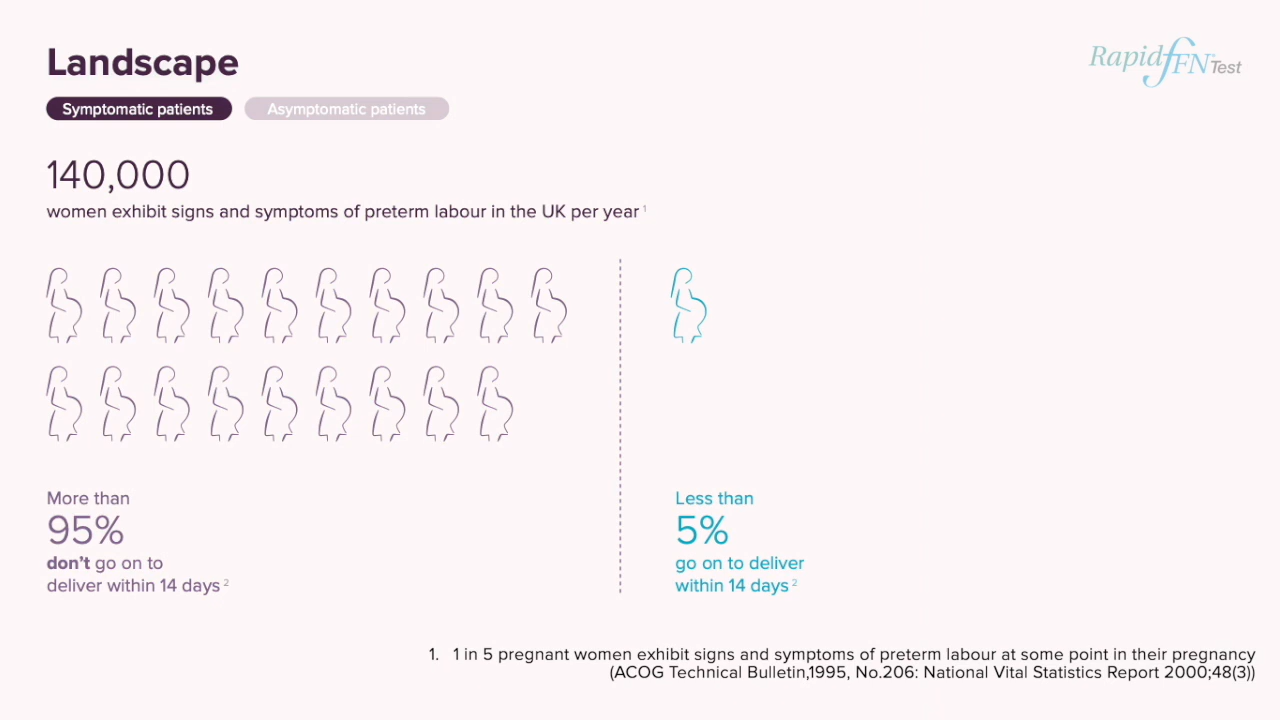 Landscape
Rapid fFN® Test
Symptomatic patients
Asymptomatic patients
140,000
women exhibit signs and symptoms of preterm labour in the UK per year 1
More than
95%
don't go on to
deliver within 14 days 2
Less than
5%
go on to deliver
within 14 days 2
1. 1 in 5 pregnant women exhibit signs and symptoms of preterm labour at some point in their pregnancy
(ACOG Technical Bulletin,1995, No.206: National Vital Statistics Report 2000;48(3))